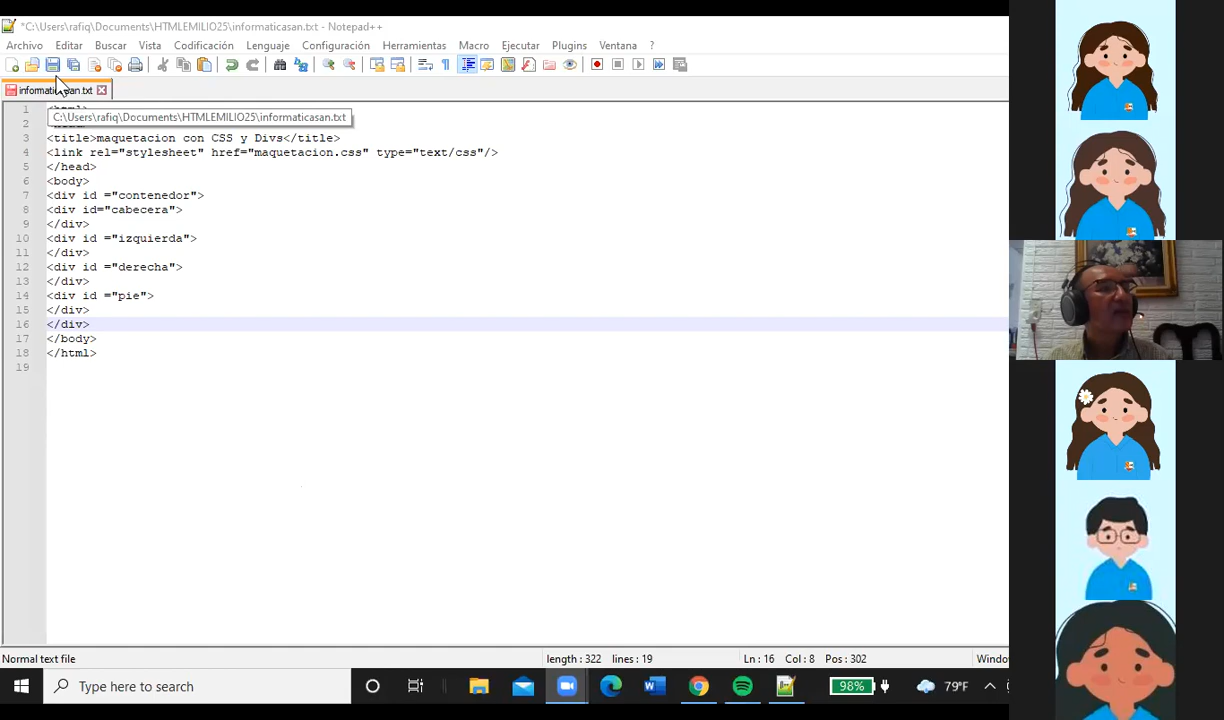 *C:\Users\rafiq\Documents\HTMLEMILIO25\informaticasan.txt - Notepad++
Archivo Editar Buscar Vista Codificación Lenguaje Configuración Herramientas Macro Ejecutar Plugins Ventana ?
informaticasan.txt
C:\Users\rafiq\Documents\HTMLEMILIO25\informaticasan.txt
1 <html>
2
3 <title>maquetacion con CSS y Divs</title>
4 <link rel="stylesheet" href="maquetacion.css" type="text/css"/>
5 </head>
6 <body>
7 <div id ="contenedor">
8 <div id="cabecera">
9 </div>
10 <div id ="izquierda">
11 </div>
12 <div id ="derecha">
13 </div>
14 <div id ="pie">
15 </div>
16 </div>
17 </body>
18 </html>
19
Normal text file length : 322 lines : 19 Ln : 16 Col : 8 Pos : 302 Windo
Type here to search 98% 79°F